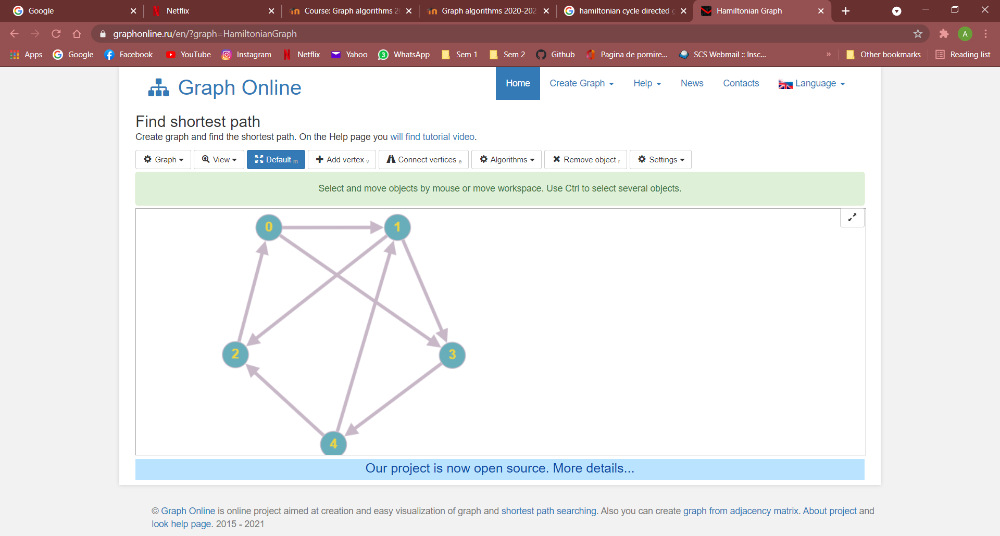 Google
Netflix
Course: Graph algorithms 2
Graph algorithms 2020-202
hamiltonian cycle directed g
Hamiltonian Graph
graphonline.ru/en/?graph=HamiltonianGraph
A
Apps
Google
Facebook
YouTube
Instagram
Netflix
Yahoo
3
WhatsApp
Sem 1
Sem 2
Github
Pagina de pornire...
SCS Webmail :: însc...
»
Other bookmarks
Reading list
Graph Online
Home
Create Graph
Help
News
Contacts
Language
Find shortest path
Create graph and find the shortest path. On the Help page you will find tutorial video.
Graph
View
Default m
Add vertex v
Connect vertices e
Algorithms
Remove object r
Settings
Select and move objects by mouse or move workspace. Use Ctrl to select several objects.
0
1
2
3
4
Our project is now open source. More details...
© Graph Online is online project aimed at creation and easy visualization of graph and shortest path searching. Also you can create graph from adjacency matrix. About project and
look help page. 2015 - 2021